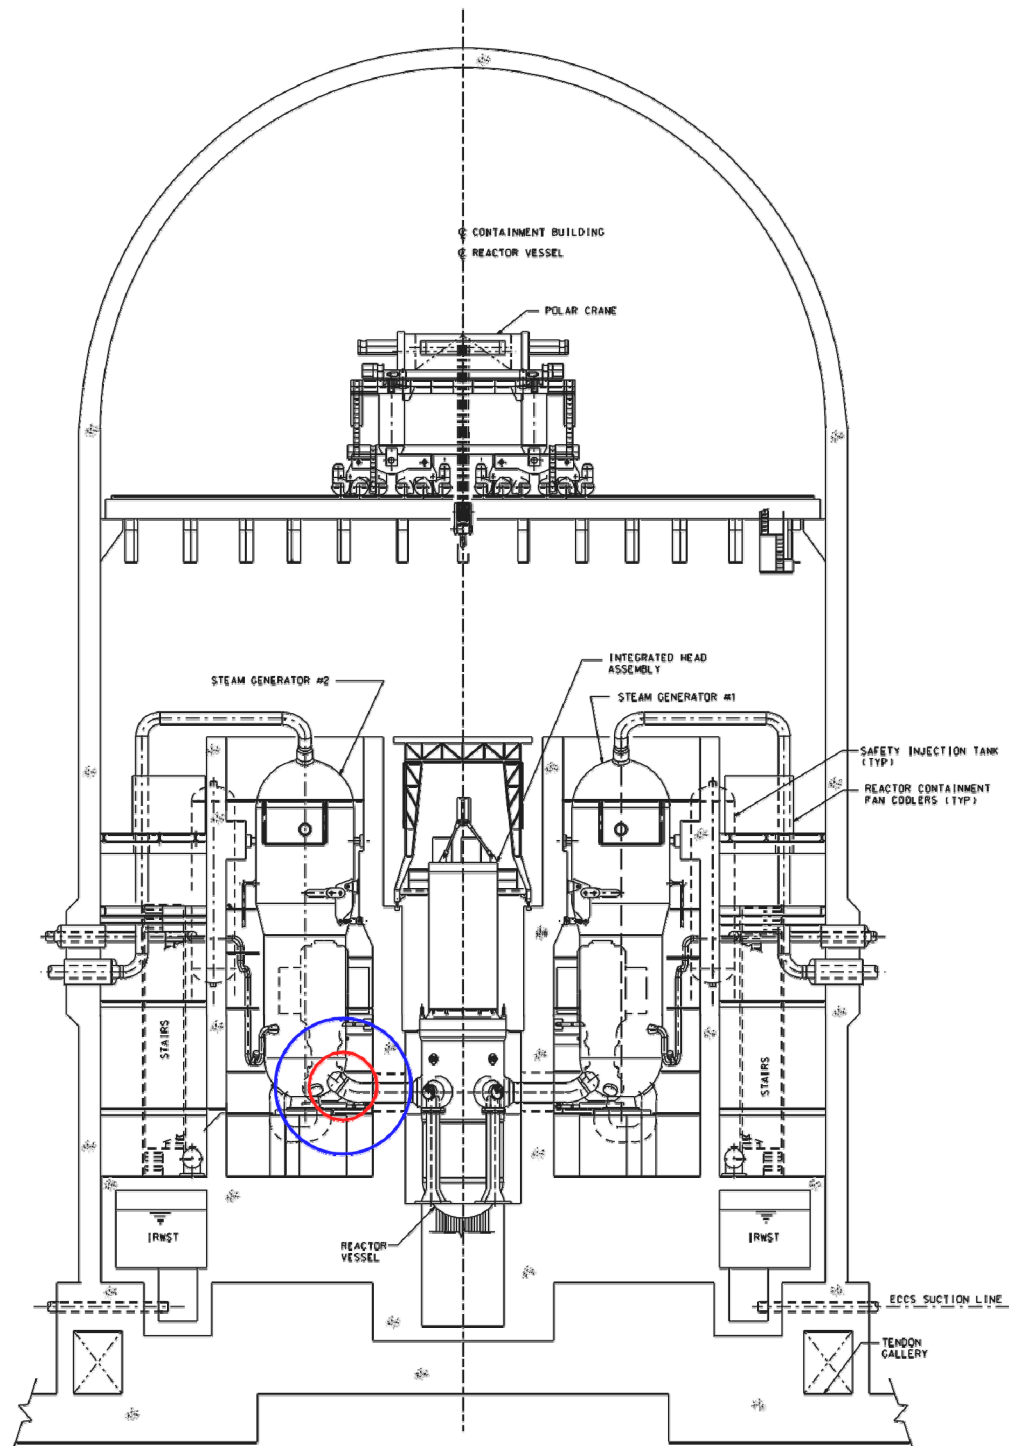 ℄ CONTAINMENT BUILDING
℄ REACTOR VESSEL
POLAR CRANE
INTEGRATED HEAD
ASSEMBLY
STEAM GENERATOR #2
STEAM GENERATOR #1
SAFETY INJECTION TANK
(TYP)
REACTOR CONTAINMENT
FAN COOLERS (TYP)
STAIRS
STAIRS
IRWST
IRWST
REACTOR
VESSEL
ECCS SUCTION LINE
TENDON
GALLERY